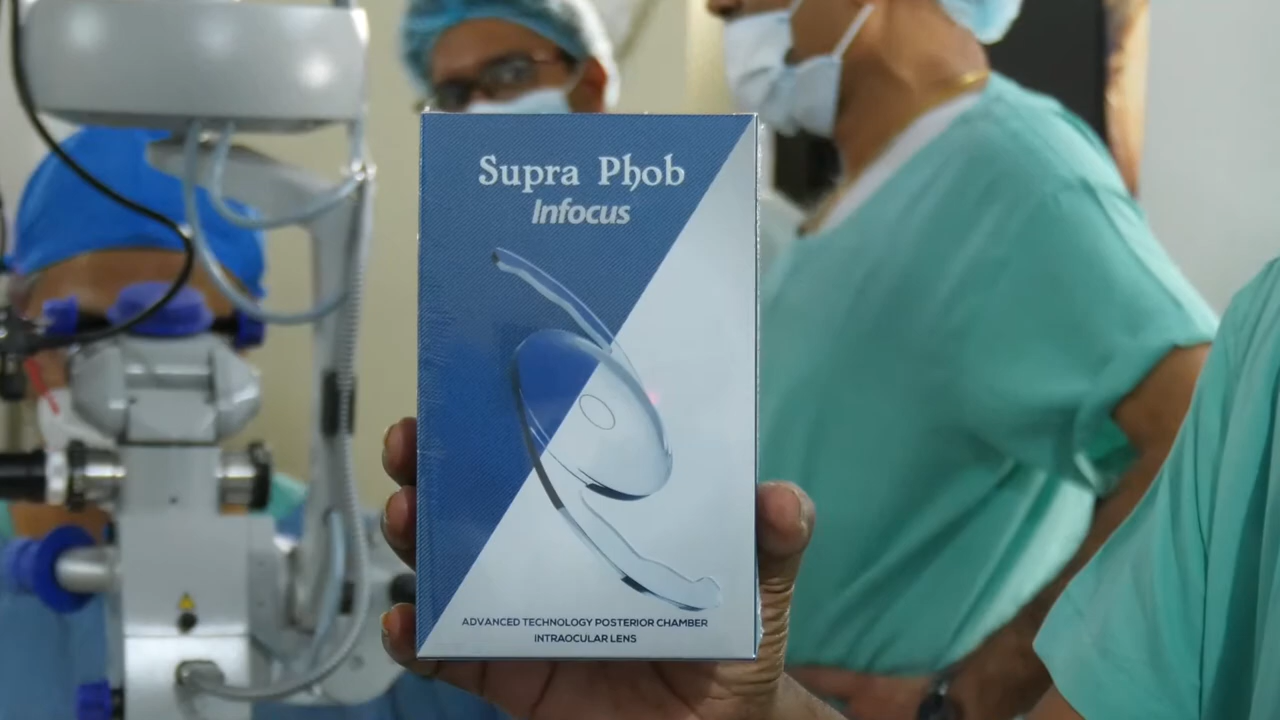 Supra Phob
Infocus
ADVANCED TECHNOLOGY POSTERIOR CHAMBER
INTRAOCULAR LENS